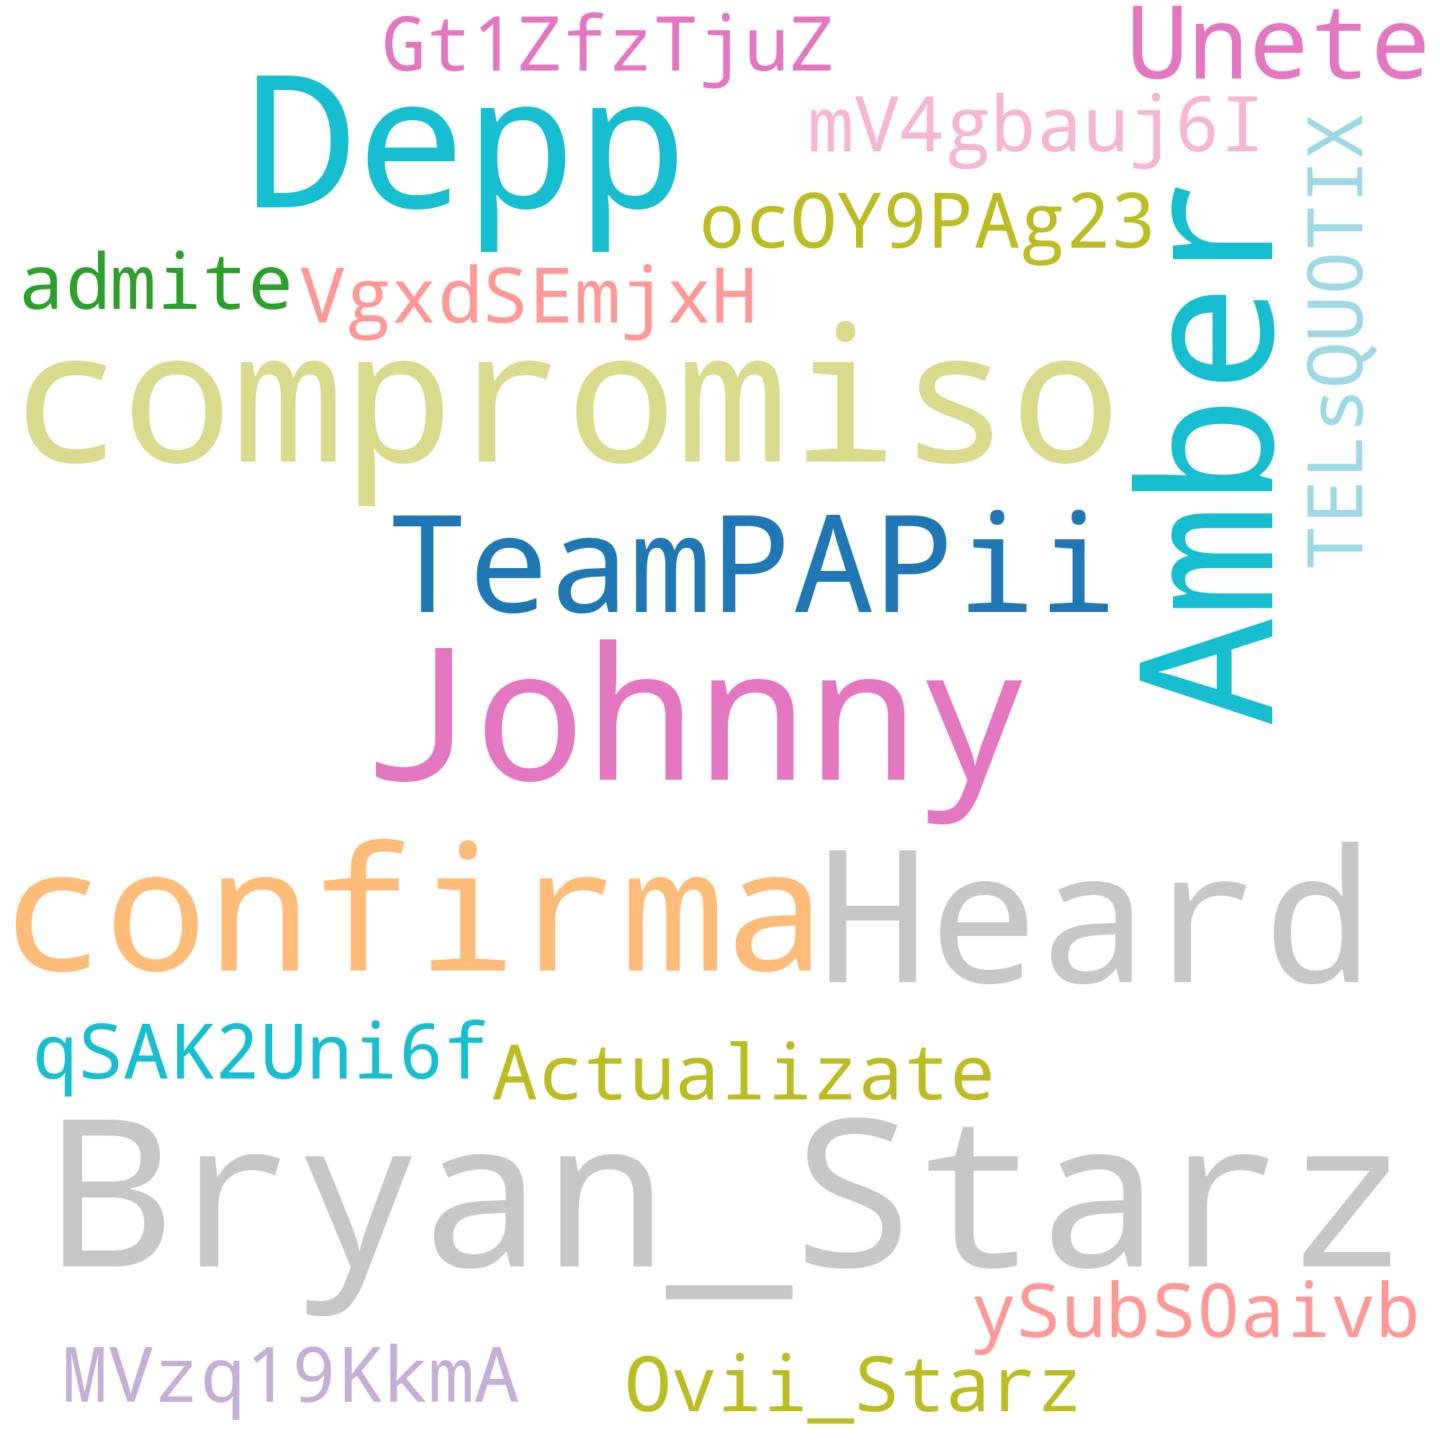 Gt1ZfzTjuZ
Unete
Depp
mV4gbauj6I
ocOY9PAg23
TELsQUOTIX
Amber
admite
VgxdSEmjxH
compromiso
TeamPAPii
Johnny
confirma
Heard
qSAK2Uni6f
Actualizate
Bryan_Starz
ySubSOaivb
MVzq19KkmA
Ovii_Starz